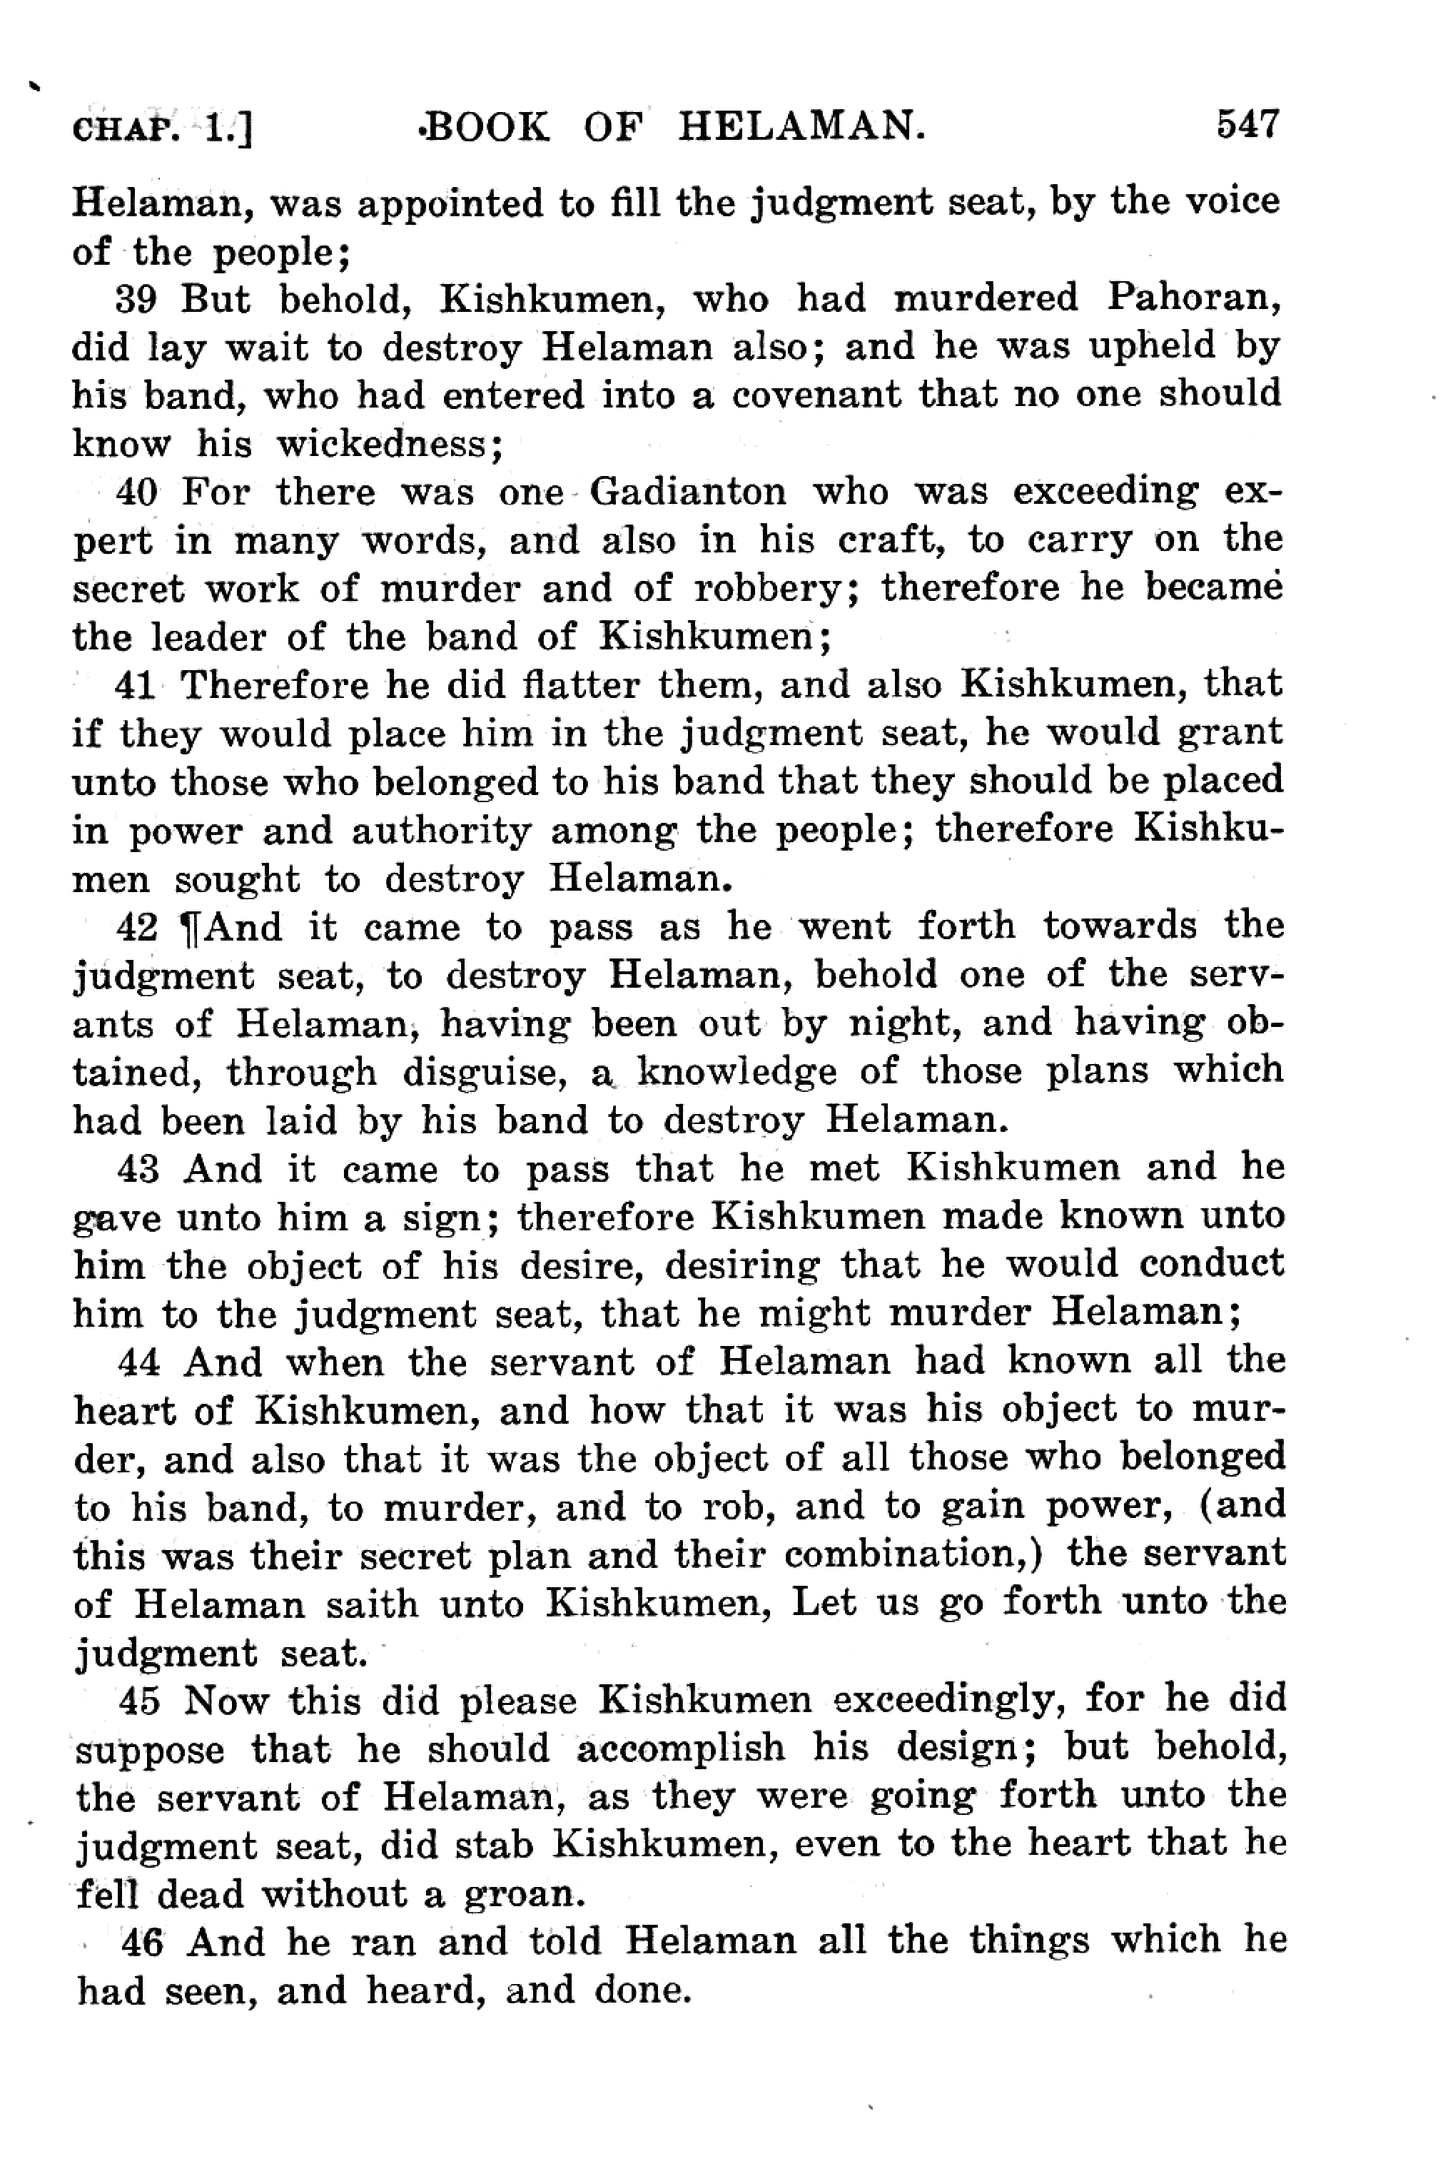 CHAP. 1.] BOOK OF HELAMAN. 547
Helaman, was appointed to fill the judgment seat, by the voice
of the people;
39 But behold, Kishkumen, who had murdered Pahoran,
did lay wait to destroy Helaman also; and he was upheld by
his band, who had entered into a covenant that no one should
know his wickedness;
40 For there was one Gadianton who was exceeding ex-
pert in many words, and also in his craft, to carry on the
secret work of murder and of robbery; therefore he became
the leader of the band of Kishkumen;
41 Therefore he did flatter them, and also Kishkumen, that
if they would place him in the judgment seat, he would grant
unto those who belonged to his band that they should be placed
in power and authority among the people; therefore Kishku-
men sought to destroy Helaman.
42 ¶And it came to pass as he went forth towards the
judgment seat, to destroy Helaman, behold one of the serv-
ants of Helaman, having been out by night, and having ob-
tained, through disguise, a knowledge of those plans which
had been laid by his band to destroy Helaman.
43 And it came to pass that he met Kishkumen and he
gave unto him a sign; therefore Kishkumen made known unto
him the object of his desire, desiring that he would conduct
him to the judgment seat, that he might murder Helaman;
44 And when the servant of Helaman had known all the
heart of Kishkumen, and how that it was his object to mur-
der, and also that it was the object of all those who belonged
to his band, to murder, and to rob, and to gain power, (and
this was their secret plan and their combination,) the servant
of Helaman saith unto Kishkumen, Let us go forth unto the
judgment seat.
45 Now this did please Kishkumen exceedingly, for he did
suppose that he should accomplish his design; but behold,
the servant of Helaman, as they were going forth unto the
judgment seat, did stab Kishkumen, even to the heart that he
fell dead without a groan.
46 And he ran and told Helaman all the things which he
had seen, and heard, and done.